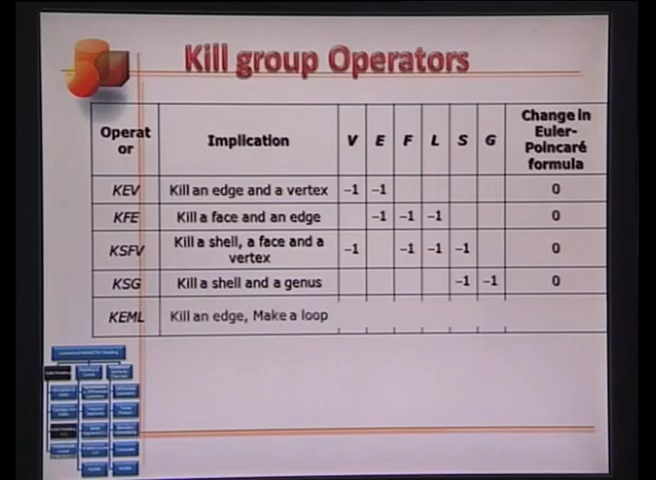 Kill group Operators
Operat
or
Implication
V
E
F
L
S
G
Change in
Euler-
Poincaré
formula
KEV Kill an edge and a vertex −1 −1 0
KFE Kill a face and an edge −1 −1 −1 0
KSFV Kill a shell, a face and a
vertex −1 −1 −1 −1 0
KSG Kill a shell and a genus −1 −1 0
KEML Kill an edge, Make a loop